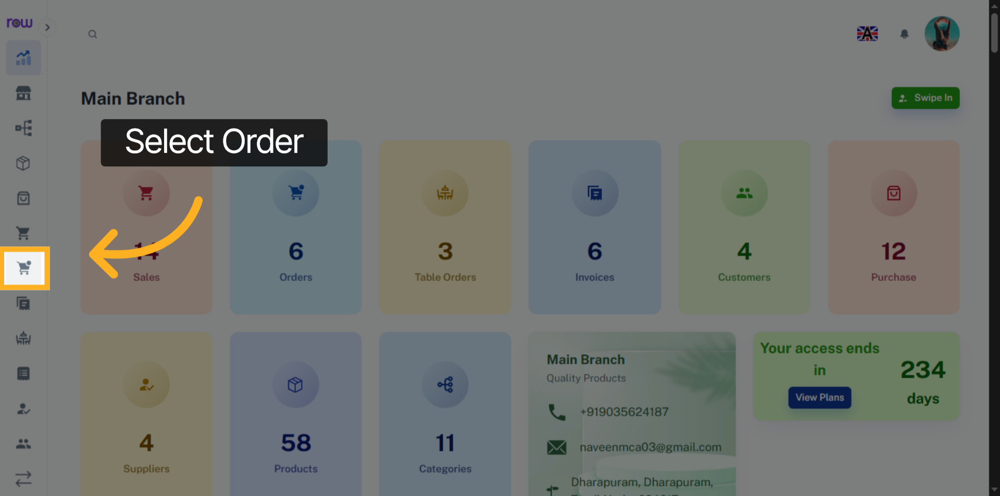 row
A
Main Branch
Swipe In
Select Order
14
Sales
6
Orders
3
Table Orders
6
Invoices
4
Customers
12
Purchase
4
Suppliers
58
Products
11
Categories
Main Branch
Quality Products
+919035624187
naveenmca03@gmail.com
Dharapuram, Dharapuram,
Your access ends
in
234
days
View Plans